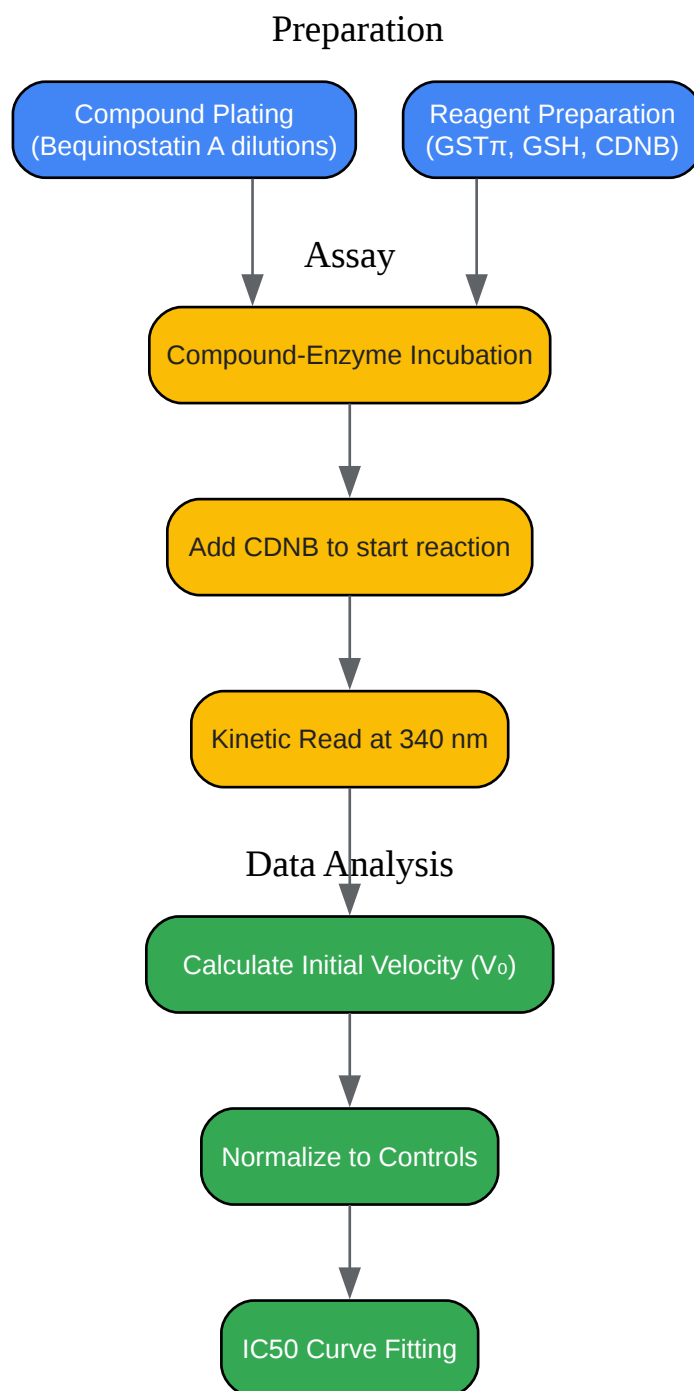 Preparation
Compound Plating
(Bequinostatin A dilutions)
Reagent Preparation
(GSTπ, GSH, CDNB)
Assay
Compound-Enzyme Incubation
Add CDNB to start reaction
Kinetic Read at 340 nm
Data Analysis
Calculate Initial Velocity (V₀)
Normalize to Controls
IC50 Curve Fitting